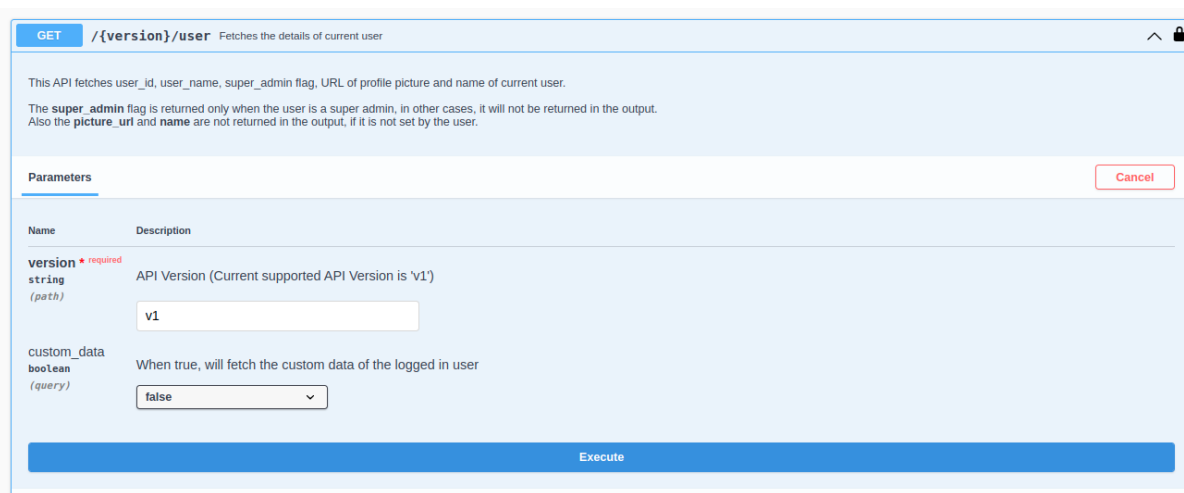 GET /{version}/user Fetches the details of current user
This API fetches user_id, user_name, super_admin flag, URL of profile picture and name of current user.
The super_admin flag is returned only when the user is a super admin, in other cases, it will not be returned in the output.
Also the picture_url and name are not returned in the output, if it is not set by the user.
Parameters
Cancel
Name Description
version * required
string
(path)
API Version (Current supported API Version is 'v1')
v1
custom_data
boolean
(query)
When true, will fetch the custom data of the logged in user
false
Execute